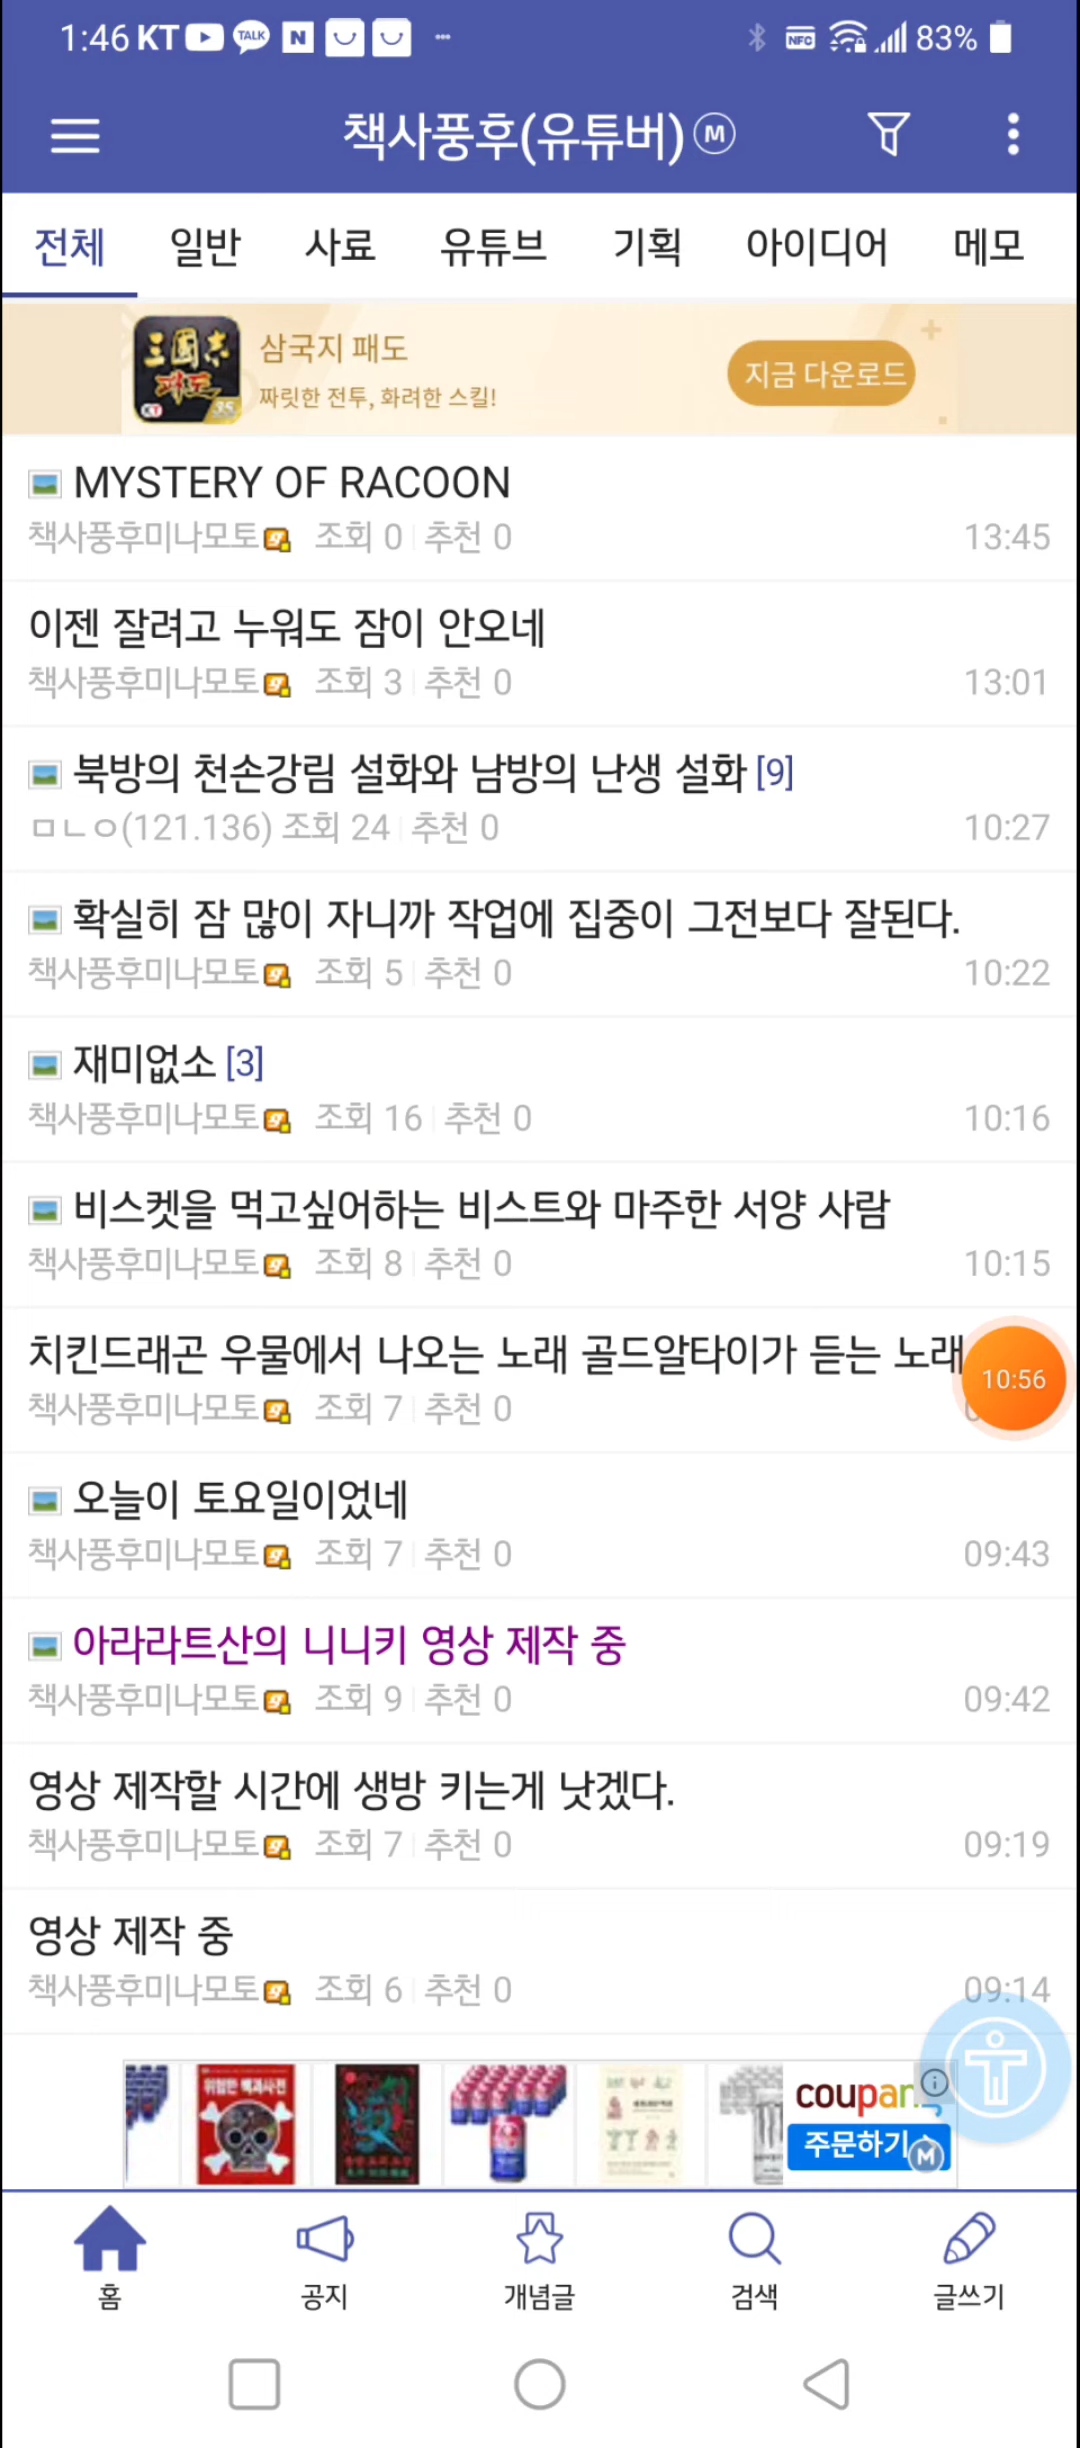 1:46 KT TALK N ··· NFC 83%
책사풍후(유튜버) M
전체 일반 사료 유튜브 기획 아이디어 메모
三國志 패도 35
삼국지 패도
짜릿한 전투, 화려한 스킬!
지금 다운로드
MYSTERY OF RACOON
책사풍후미나모토 조회 0 추천 0 13:45
이젠 잘려고 누워도 잠이 안오네
책사풍후미나모토 조회 3 추천 0 13:01
북방의 천손강림 설화와 남방의 난생 설화 [9]
ㅁㄴㅇ(121.136) 조회 24 추천 0 10:27
확실히 잠 많이 자니까 작업에 집중이 그전보다 잘된다.
책사풍후미나모토 조회 5 추천 0 10:22
재미없소 [3]
책사풍후미나모토 조회 16 추천 0 10:16
비스켓을 먹고싶어하는 비스트와 마주한 서양 사람
책사풍후미나모토 조회 8 추천 0 10:15
치킨드래곤 우물에서 나오는 노래 골드알타이가 듣는 노래
10:56
책사풍후미나모토 조회 7 추천 0
오늘이 토요일이었네
책사풍후미나모토 조회 7 추천 0 09:43
아라라트산의 니니키 영상 제작 중
책사풍후미나모토 조회 9 추천 0 09:42
영상 제작할 시간에 생방 키는게 낫겠다.
책사풍후미나모토 조회 7 추천 0 09:19
영상 제작 중
책사풍후미나모토 조회 6 추천 0 09:14
위험한 백과사전
coupang
주문하기 M
홈 공지 개념글 검색 글쓰기